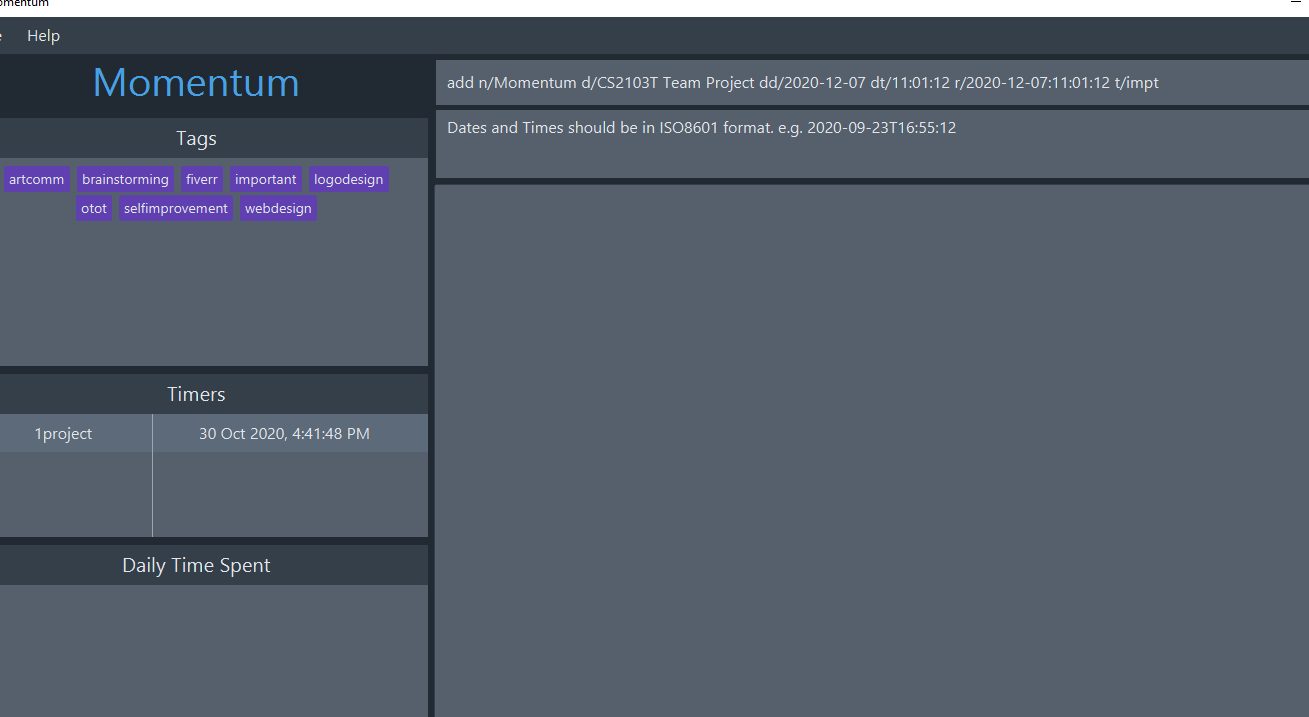 omentum
e Help
Momentum
Tags
artcomm brainstorming fiverr important logodesign
otot selfimprovement webdesign
Timers
1project 30 Oct 2020, 4:41:48 PM
Daily Time Spent
add n/Momentum d/CS2103T Team Project dd/2020-12-07 dt/11:01:12 r/2020-12-07:11:01:12 t/impt
Dates and Times should be in ISO8601 format. e.g. 2020-09-23T16:55:12